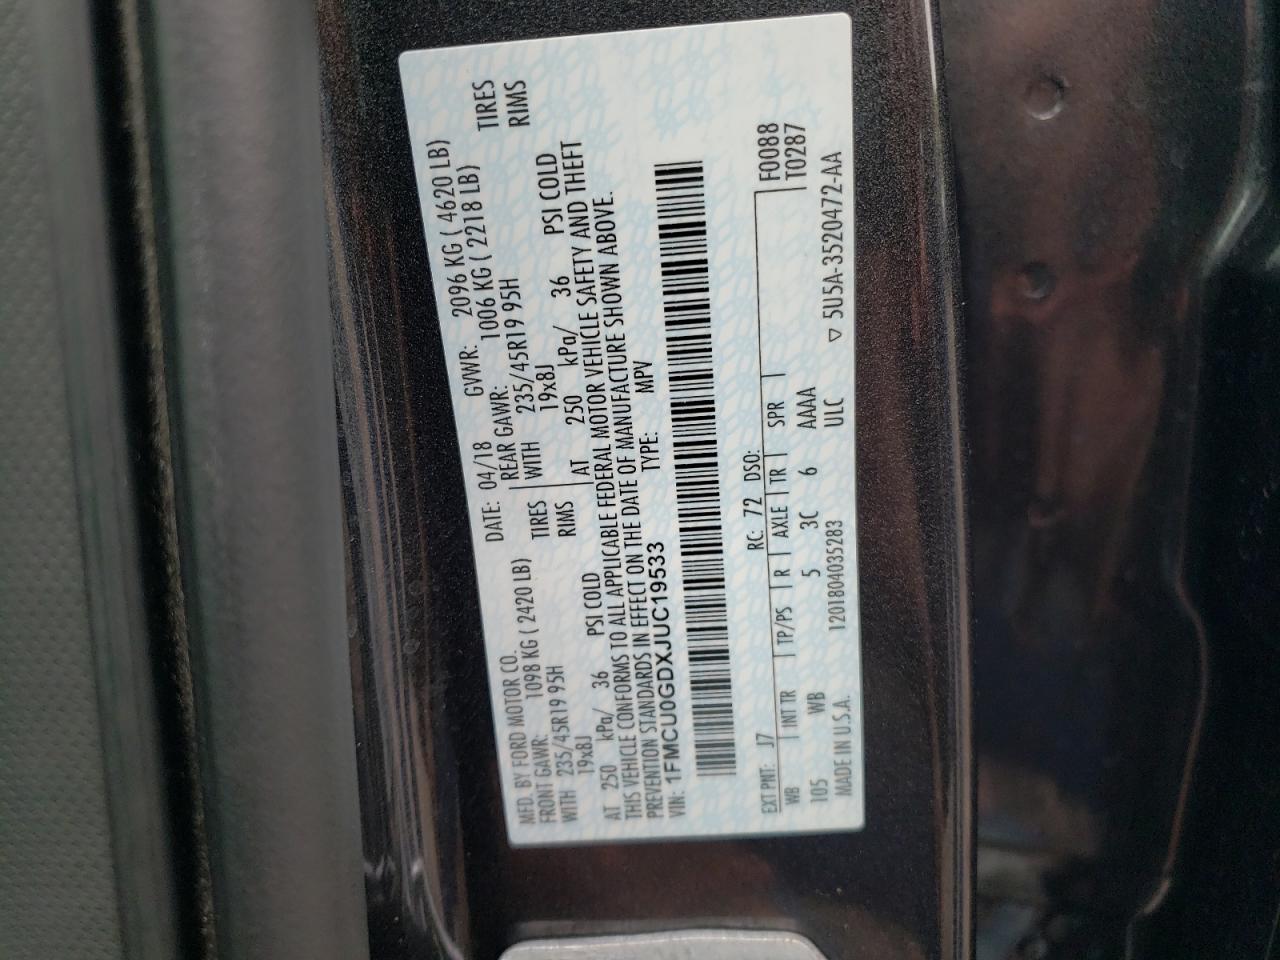 MFD. BY FORD MOTOR CO. DATE: 04/18 GVWR: 2096 KG ( 4620 LB)
FRONT GAWR: 1098 KG ( 2420 LB) REAR GAWR: 1006 KG ( 2218 LB)
WITH 235/45R19 95H TIRES WITH 235/45R19 95H TIRES
19x8J RIMS 19x8J RIMS
AT 250 kPa/ 36 PSI COLD AT 250 kPa/ 36 PSI COLD
THIS VEHICLE CONFORMS TO ALL APPLICABLE FEDERAL MOTOR VEHICLE SAFETY AND THEFT
PREVENTION STANDARDS IN EFFECT ON THE DATE OF MANUFACTURE SHOWN ABOVE.
VIN: 1FMCU0GDXJUC19533 TYPE: MPV
EXT PNT: J7 RC: 72 DSO: F0088
WB INT TR TP/PS R AXLE TR SPR T0287
105 WB 5 3C 6 AAAA
MADE IN U.S.A. 1201804035283 ULC ▽ 5U5A-3520472-AA